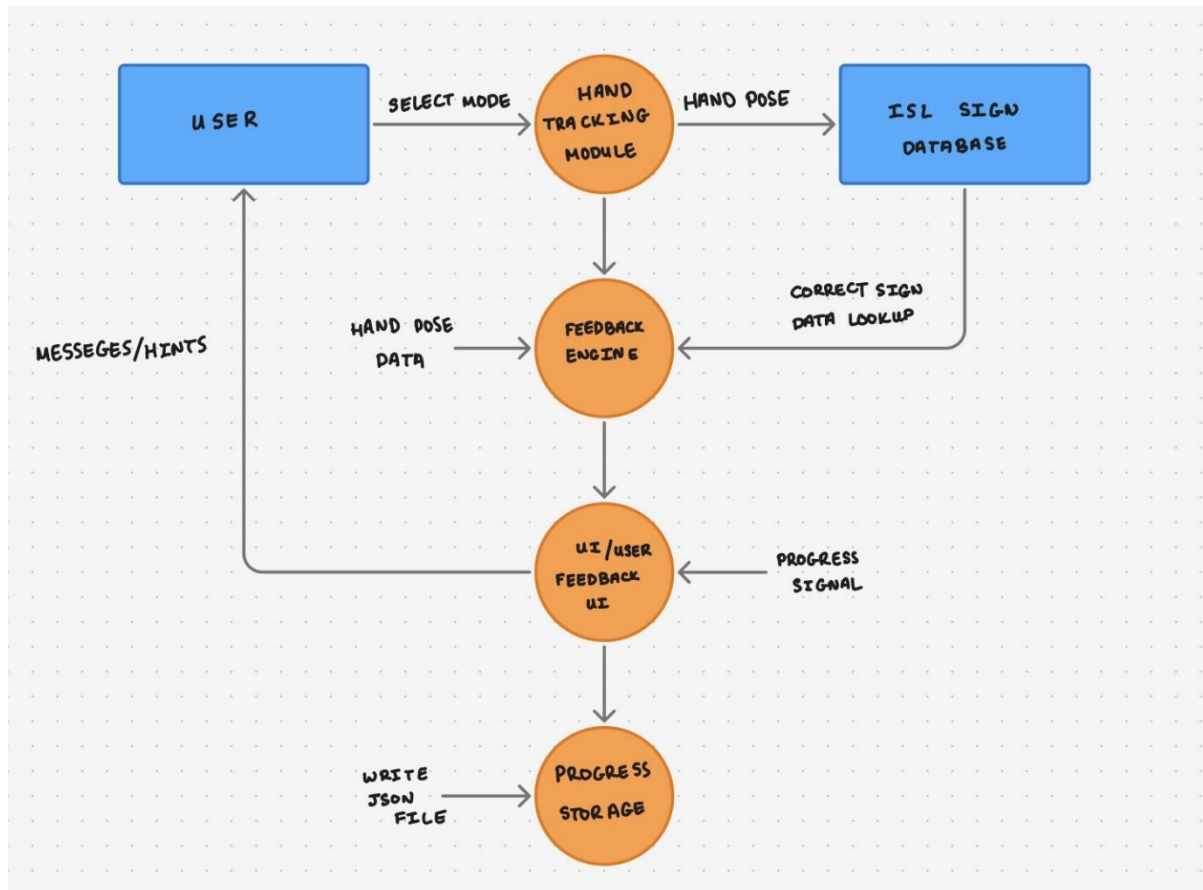 USER
SELECT MODE
HAND
TRACKING
MODULE
HAND POSE
ISL SIGN
DATABASE
MESSEGES/HINTS
HAND POSE
DATA
FEEDBACK
ENGINE
CORRECT SIGN
DATA LOOKUP
UI/USER
FEEDBACK
UI
PROGRESS
SIGNAL
WRITE
JSON
FILE
PROGRESS
STORAGE